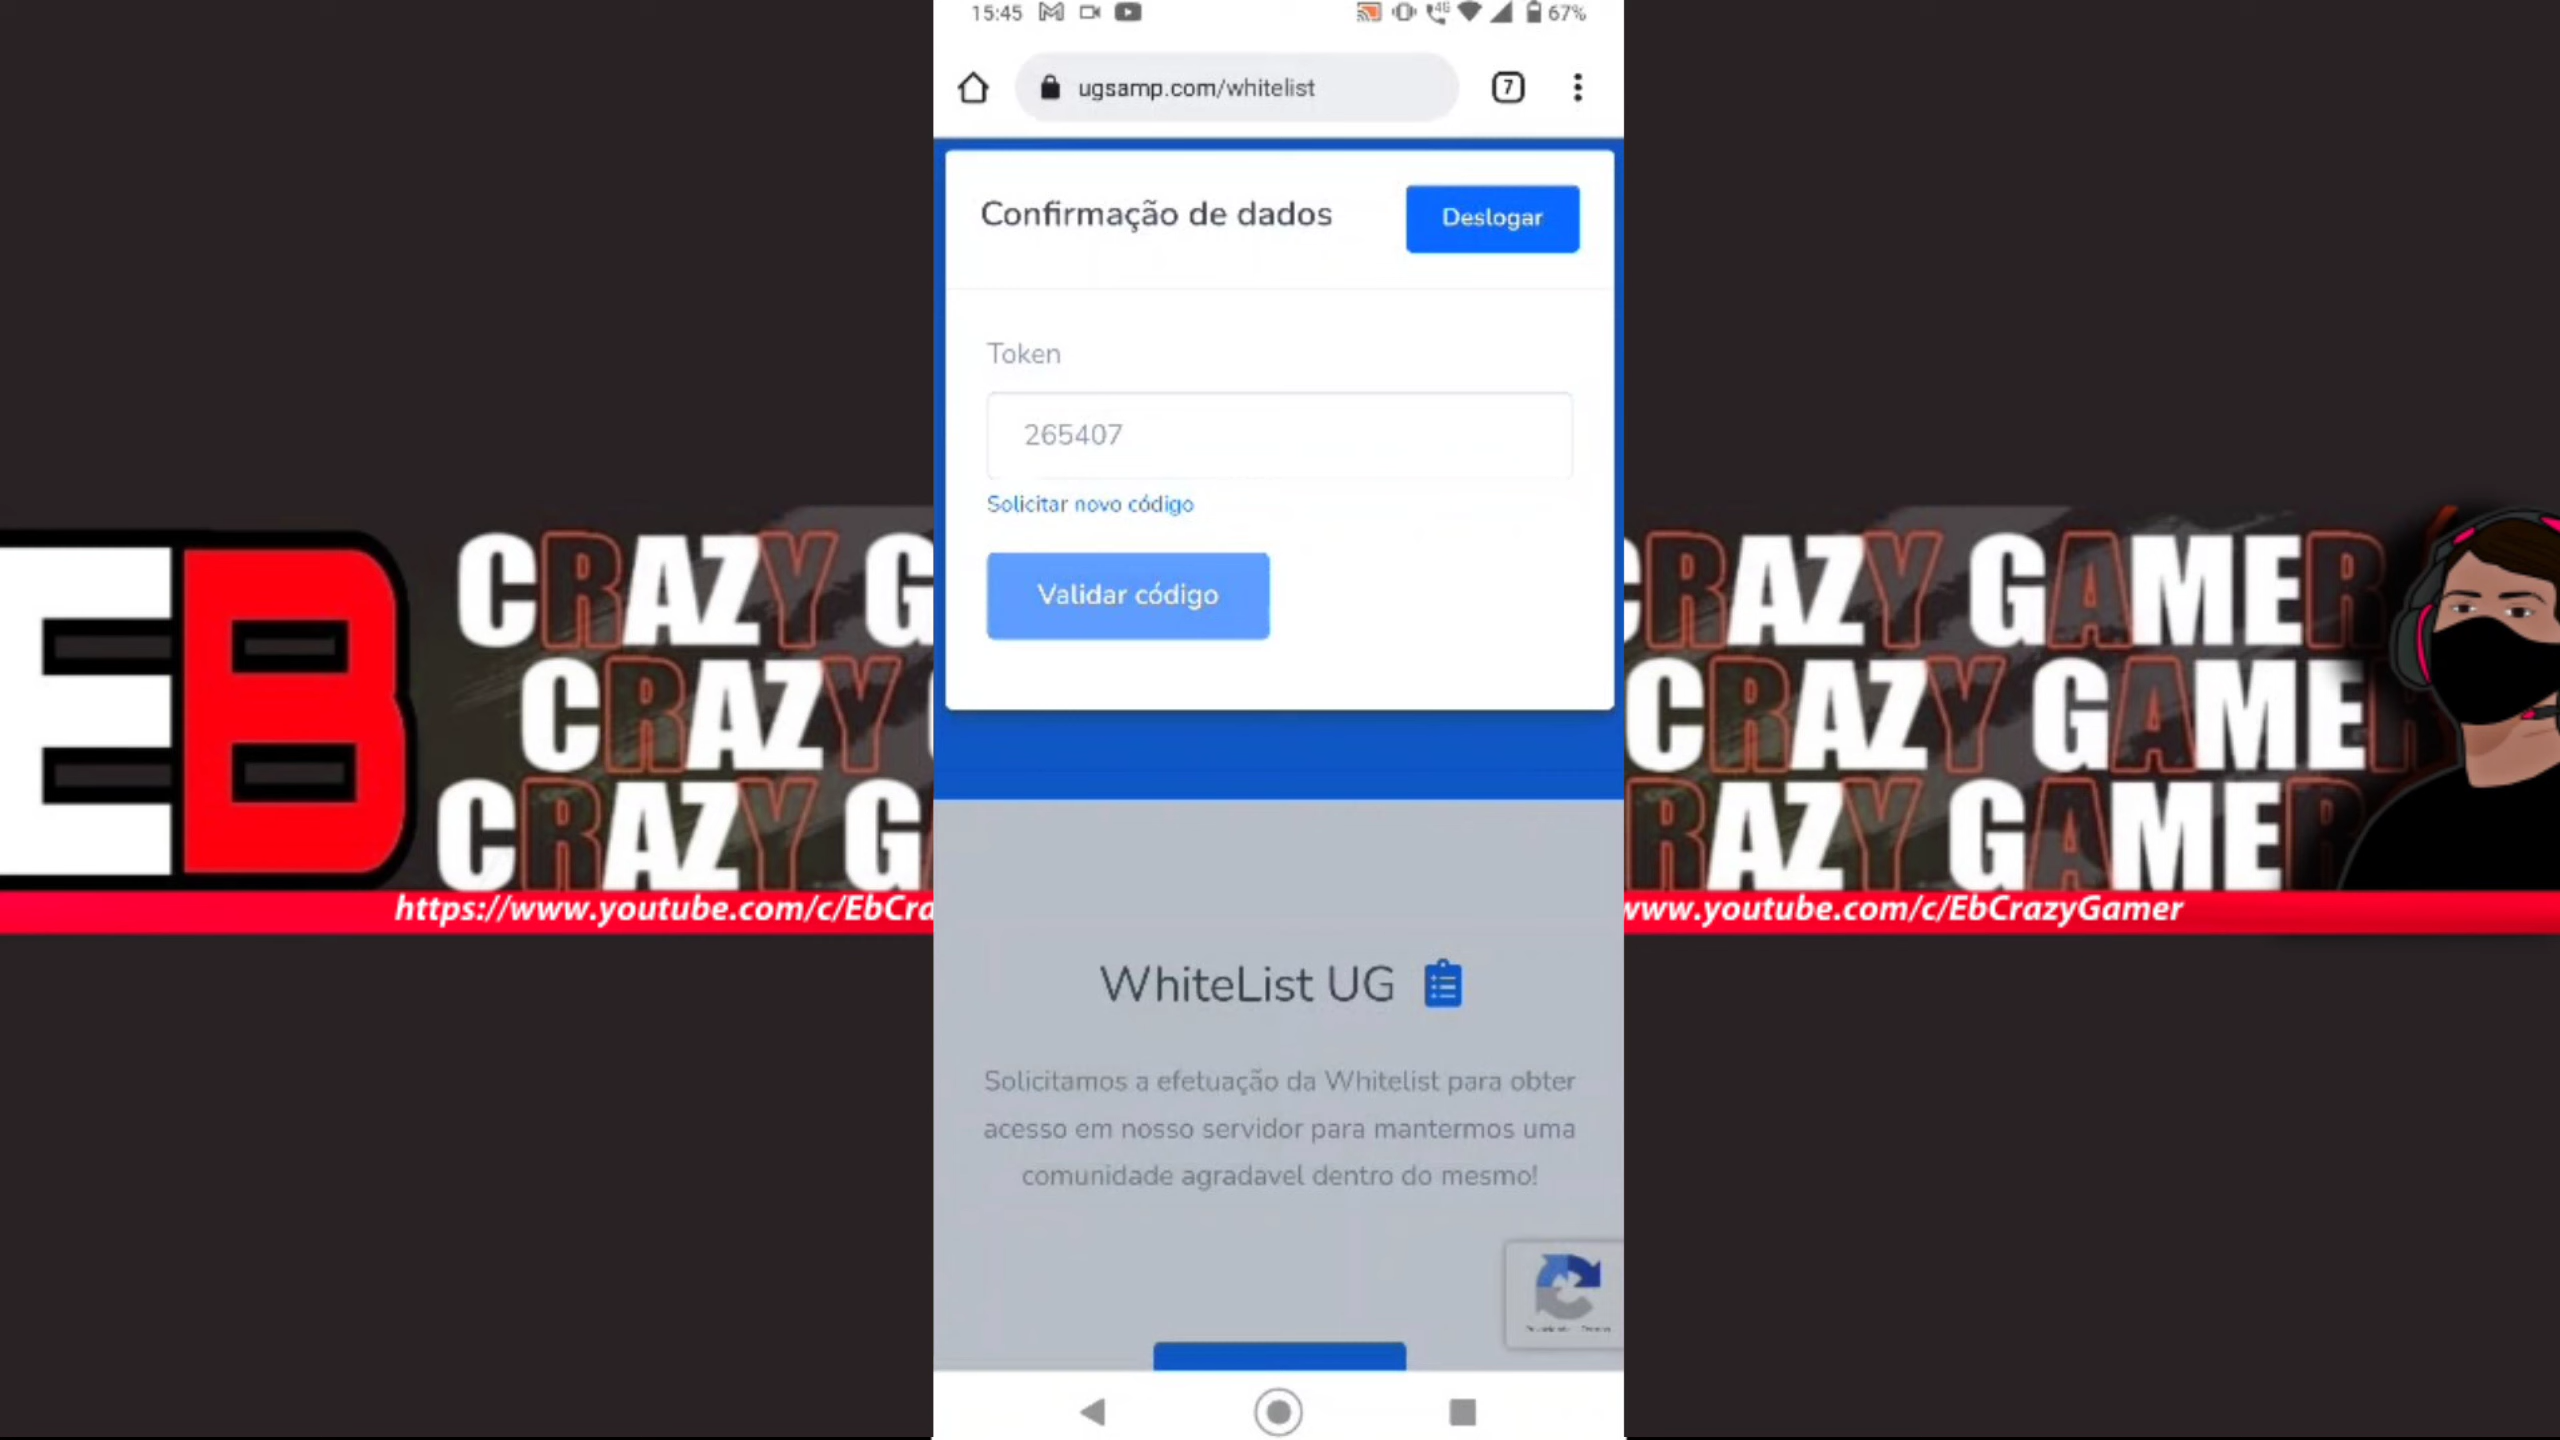 15:45
4G
67%
ugsamp.com/whitelist
7
Confirmação de dados
Deslogar
Token
265407
Solicitar novo código
Validar código
EB
CRAZY G
CRAZY
CRAZY G
https://www.youtube.com/c/EbCra
CRAZY GAMER
CRAZY GAMER
RAZY GAMER
www.youtube.com/c/EbCrazyGamer
WhiteList UG
Solicitamos a efetuação da Whitelist para obter
acesso em nosso servidor para mantermos uma
comunidade agradavel dentro do mesmo!